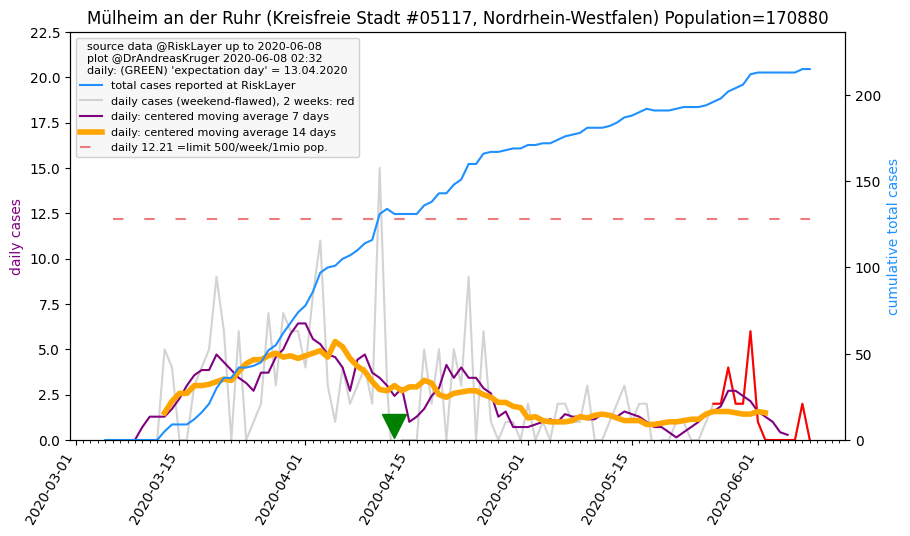 Mülheim an der Ruhr (Kreisfreie Stadt #05117, Nordrhein-Westfalen) Population=170880
source data @RiskLayer up to 2020-06-08
plot @DrAndreasKruger 2020-06-08 02:32
daily: (GREEN) 'expectation day' = 13.04.2020
total cases reported at RiskLayer
daily cases (weekend-flawed), 2 weeks: red
daily: centered moving average 7 days
daily: centered moving average 14 days
daily 12.21 =limit 500/week/1mio pop.
daily cases
22.5
20.0
17.5
15.0
12.5
10.0
7.5
5.0
2.5
0.0
200
150
100
50
0
cumulative total cases
2020-03-01
2020-03-15
2020-04-01
2020-04-15
2020-05-01
2020-05-15
2020-06-01